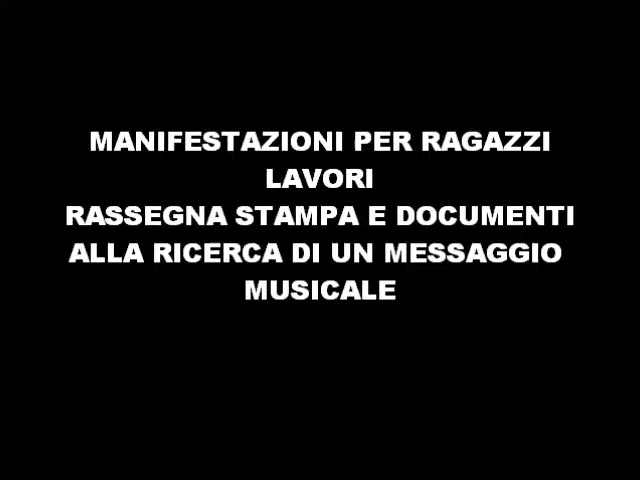 MANIFESTAZIONI PER RAGAZZI
LAVORI
RASSEGNA STAMPA E DOCUMENTI
ALLA RICERCA DI UN MESSAGGIO
MUSICALE